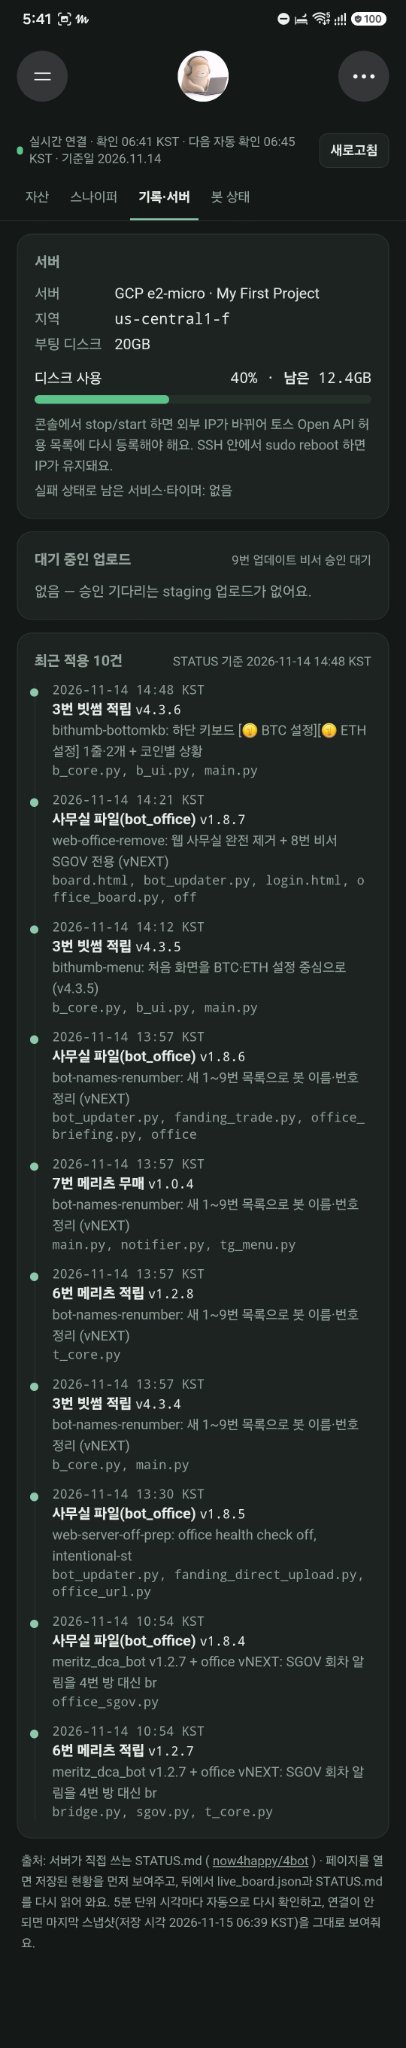 5:41
100
실시간 연결 · 확인 06:41 KST · 다음 자동 확인 06:45
KST · 기준일 2026.11.14
새로고침
자산 스나이퍼 기록·서버 봇 상태
서버
서버 GCP e2-micro · My First Project
지역 us-central1-f
부팅 디스크 20GB
디스크 사용 40% · 남은 12.4GB
콘솔에서 stop/start 하면 외부 IP가 바뀌어 토스 Open API 허
용 목록에 다시 등록해야 해요. SSH 안에서 sudo reboot 하면
IP가 유지돼요.
실패 상태로 남은 서비스·타이머: 없음
대기 중인 업로드 9번 업데이트 비서 승인 대기
없음 — 승인 기다리는 staging 업로드가 없어요.
최근 적용 10건 STATUS 기준 2026-11-14 14:48 KST
2026-11-14 14:48 KST
3번 빗썸 적립 v4.3.6
bithumb-bottomkb: 하단 키보드 [🪙 BTC 설정][🪙 ETH
설정] 1줄·2개 + 코인별 상황
b_core.py, b_ui.py, main.py
2026-11-14 14:21 KST
사무실 파일(bot_office) v1.8.7
web-office-remove: 웹 사무실 완전 제거 + 8번 비서
SGOV 전용 (vNEXT)
board.html, bot_updater.py, login.html, o
ffice_board.py, off
2026-11-14 14:12 KST
3번 빗썸 적립 v4.3.5
bithumb-menu: 처음 화면을 BTC·ETH 설정 중심으로
(v4.3.5)
b_core.py, b_ui.py, main.py
2026-11-14 13:57 KST
사무실 파일(bot_office) v1.8.6
bot-names-renumber: 새 1~9번 목록으로 봇 이름·번호
정리 (vNEXT)
bot_updater.py, fanding_trade.py, office_
briefing.py, office
2026-11-14 13:57 KST
7번 메리츠 무매 v1.0.4
bot-names-renumber: 새 1~9번 목록으로 봇 이름·번호
정리 (vNEXT)
main.py, notifier.py, tg_menu.py
2026-11-14 13:57 KST
6번 메리츠 적립 v1.2.8
bot-names-renumber: 새 1~9번 목록으로 봇 이름·번호
정리 (vNEXT)
t_core.py
2026-11-14 13:57 KST
3번 빗썸 적립 v4.3.4
bot-names-renumber: 새 1~9번 목록으로 봇 이름·번호
정리 (vNEXT)
b_core.py, main.py
2026-11-14 13:30 KST
사무실 파일(bot_office) v1.8.5
web-server-off-prep: office health check off,
intentional-st
bot_updater.py, fanding_direct_upload.py,
office_url.py
2026-11-14 10:54 KST
사무실 파일(bot_office) v1.8.4
meritz_dca_bot v1.2.7 + office vNEXT: SGOV 회차 알
림을 4번 방 대신 br
office_sgov.py
2026-11-14 10:54 KST
6번 메리츠 적립 v1.2.7
meritz_dca_bot v1.2.7 + office vNEXT: SGOV 회차 알
림을 4번 방 대신 br
bridge.py, sgov.py, t_core.py
출처: 서버가 직접 쓰는 STATUS.md ( now4happy/4bot ) · 페이지를 열
면 저장된 현황을 먼저 보여주고, 뒤에서 live_board.json과 STATUS.md
를 다시 읽어 와요. 5분 단위 시각마다 자동으로 다시 확인하고, 연결이 안
되면 마지막 스냅샷(저장 시각 2026-11-15 06:39 KST)을 그대로 보여줘
요.